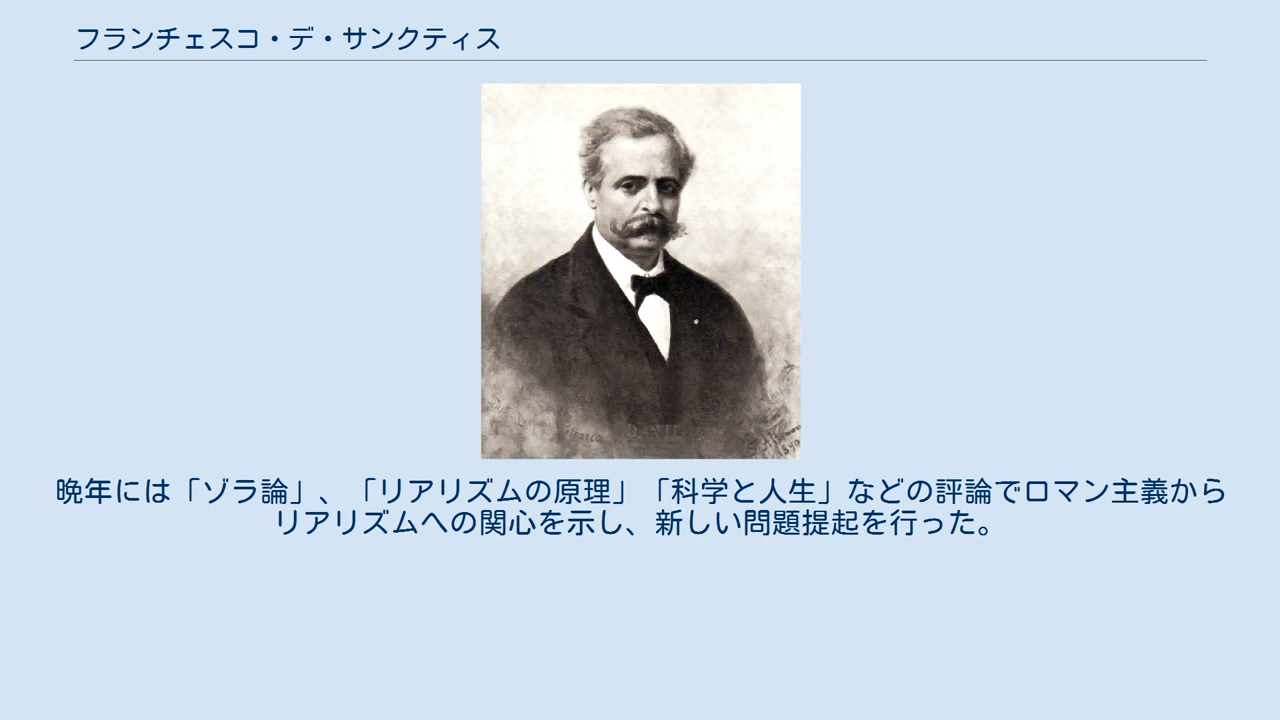 フランチェスコ・デ・サンクティス
DANTE
1890
晩年には「ゾラ論」、「リアリズムの原理」「科学と人生」などの評論でロマン主義から
リアリズムへの関心を示し、新しい問題提起を行った。